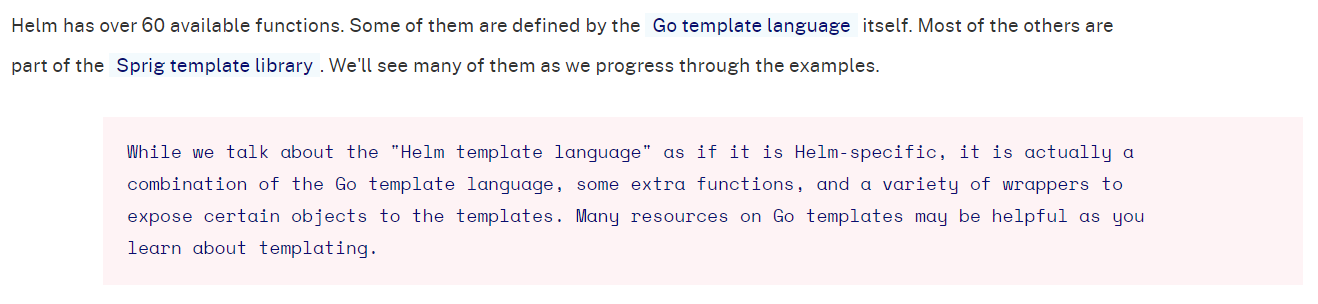 Helm has over 60 available functions. Some of them are defined by the Go template language itself. Most of the others are
part of the Sprig template library . We'll see many of them as we progress through the examples.
While we talk about the "Helm template language" as if it is Helm-specific, it is actually a
combination of the Go template language, some extra functions, and a variety of wrappers to
expose certain objects to the templates. Many resources on Go templates may be helpful as you
learn about templating.